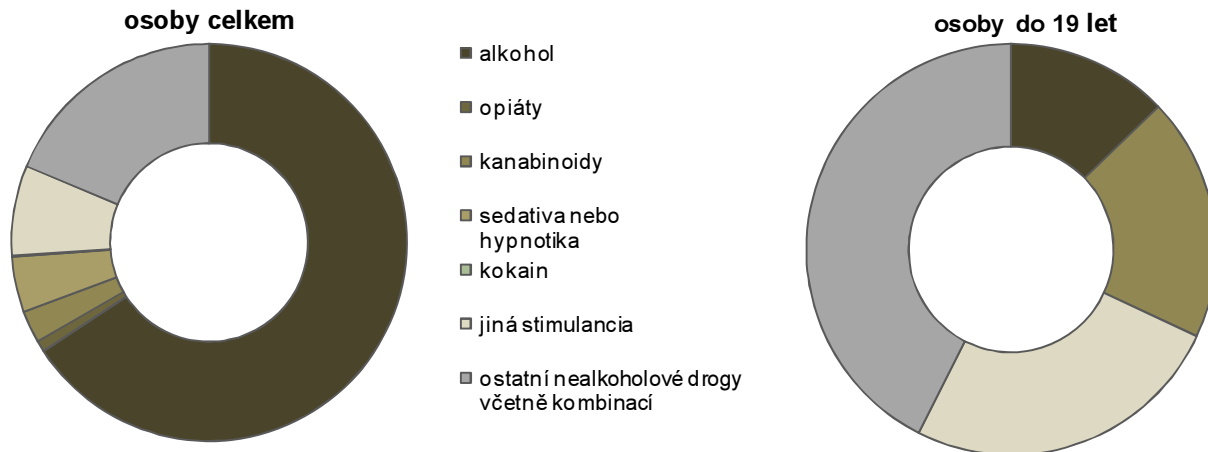 osoby celkem
alkohol
opiáty
kanabinoidy
sedativa nebo
hypnotika
kokain
jiná stimulancia
ostatní nealkoholové drogy
včetně kombinací
osoby do 19 let